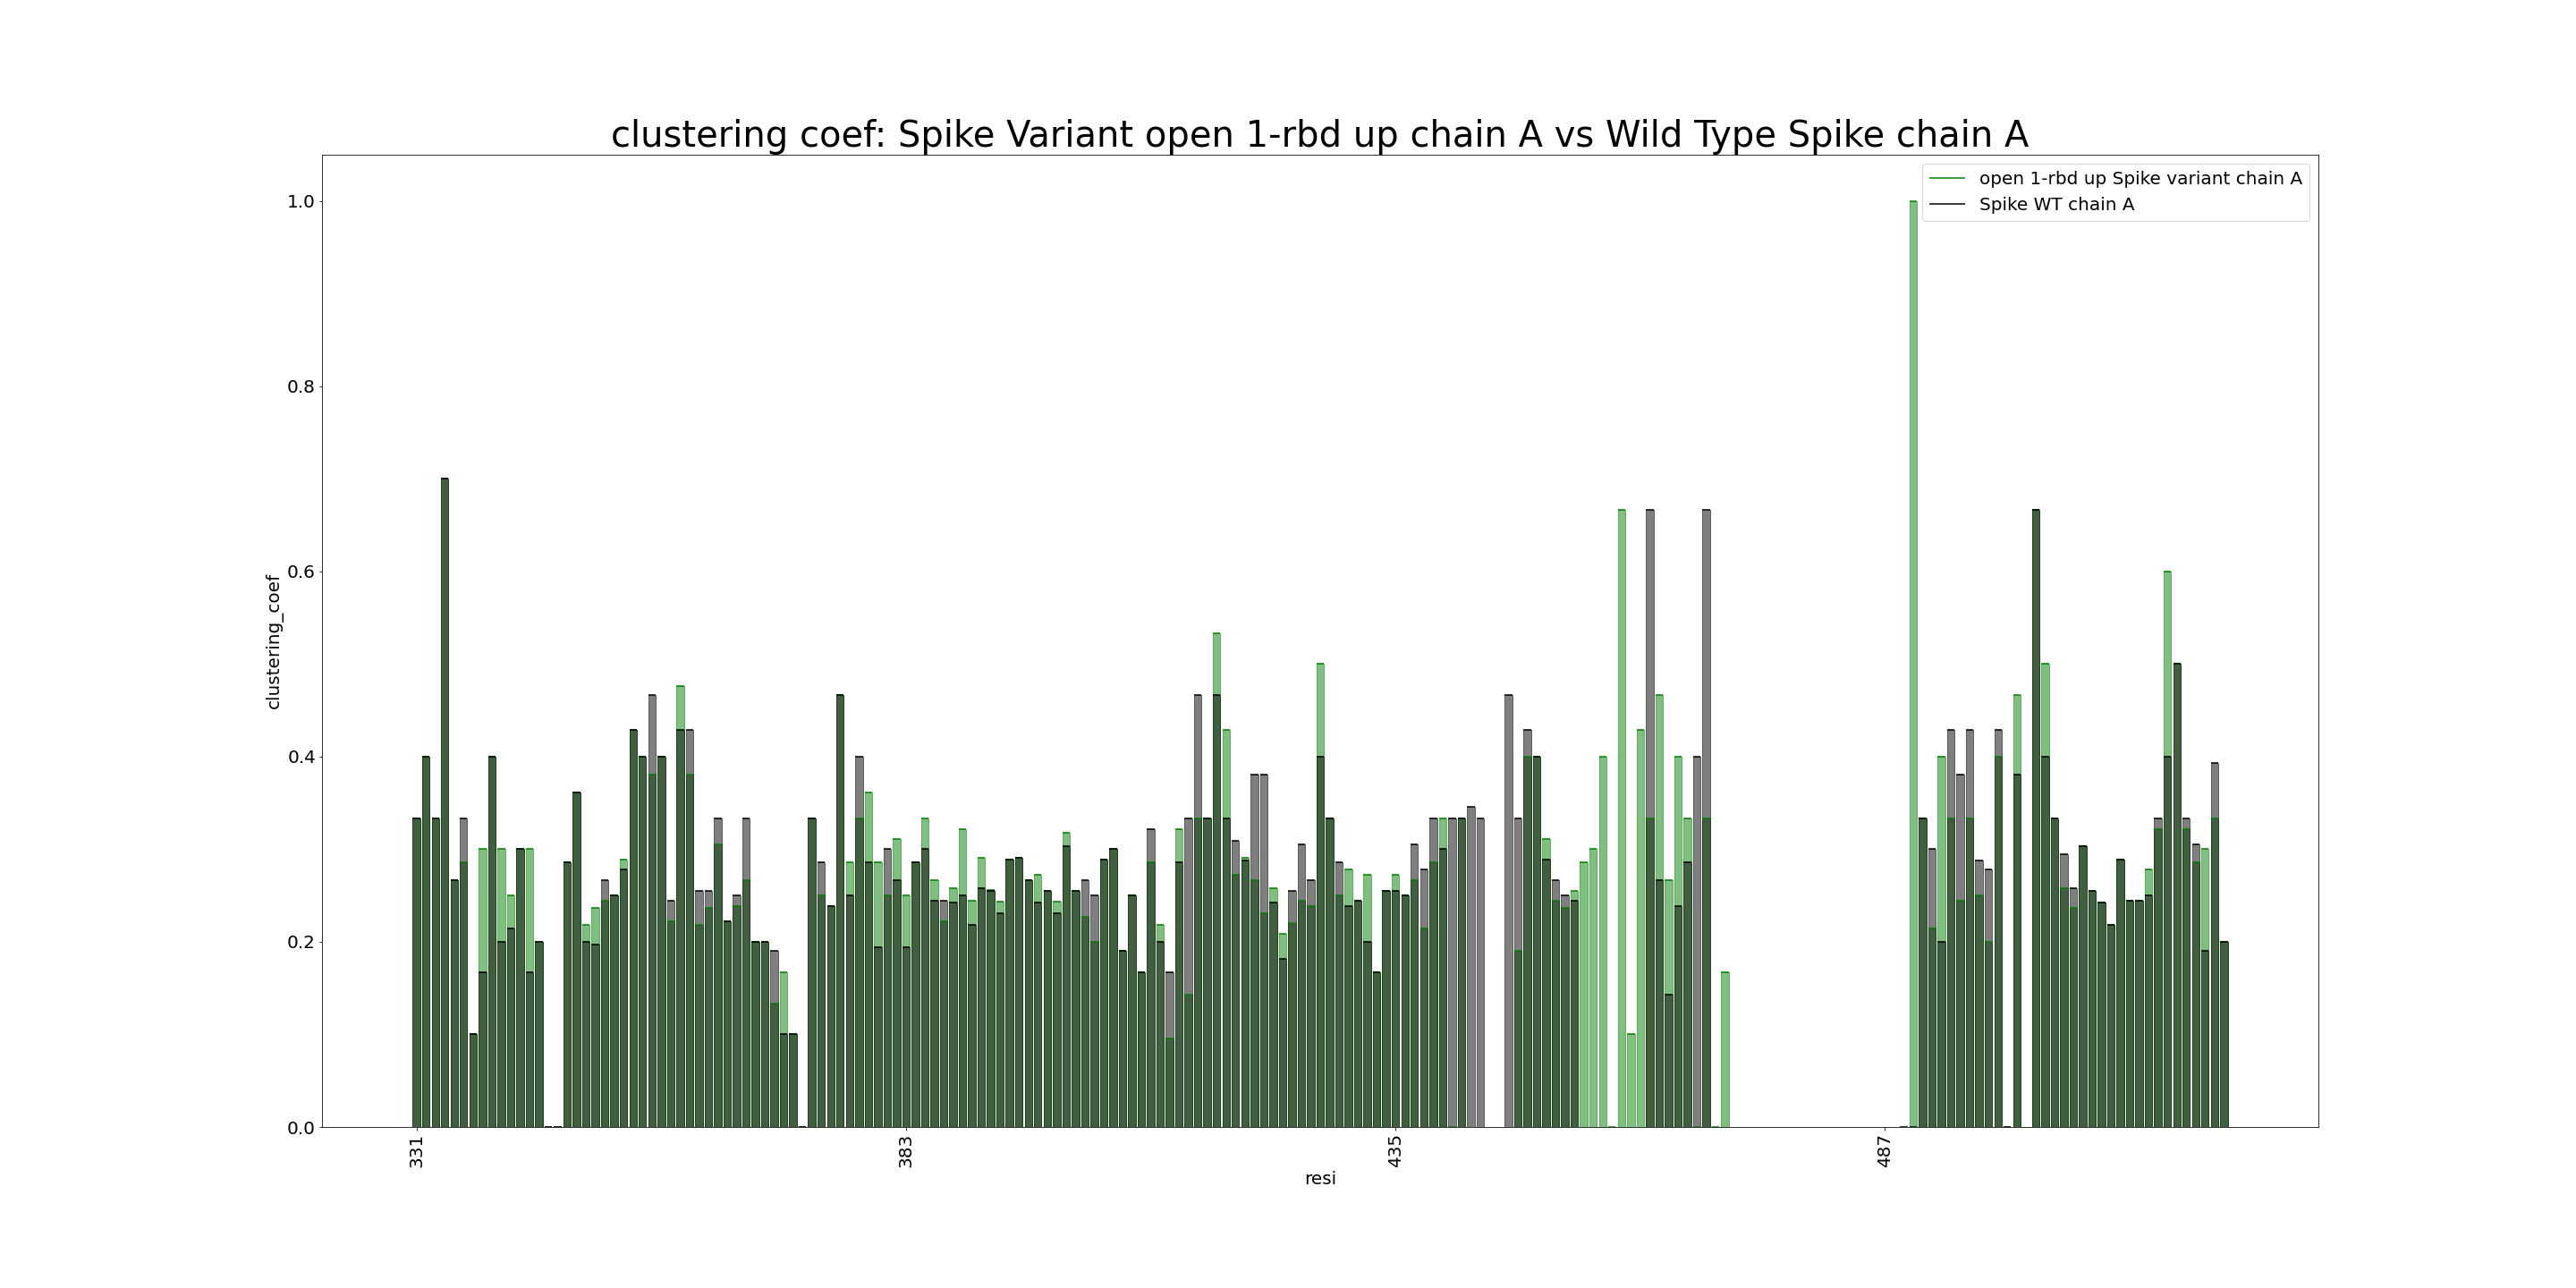 clustering coef: Spike Variant open 1-rbd up chain A vs Wild Type Spike chain A
open 1-rbd up Spike variant chain A
Spike WT chain A
1.0
0.8
0.6
0.4
0.2
0.0
clustering_coef
331
383
435
487
resi